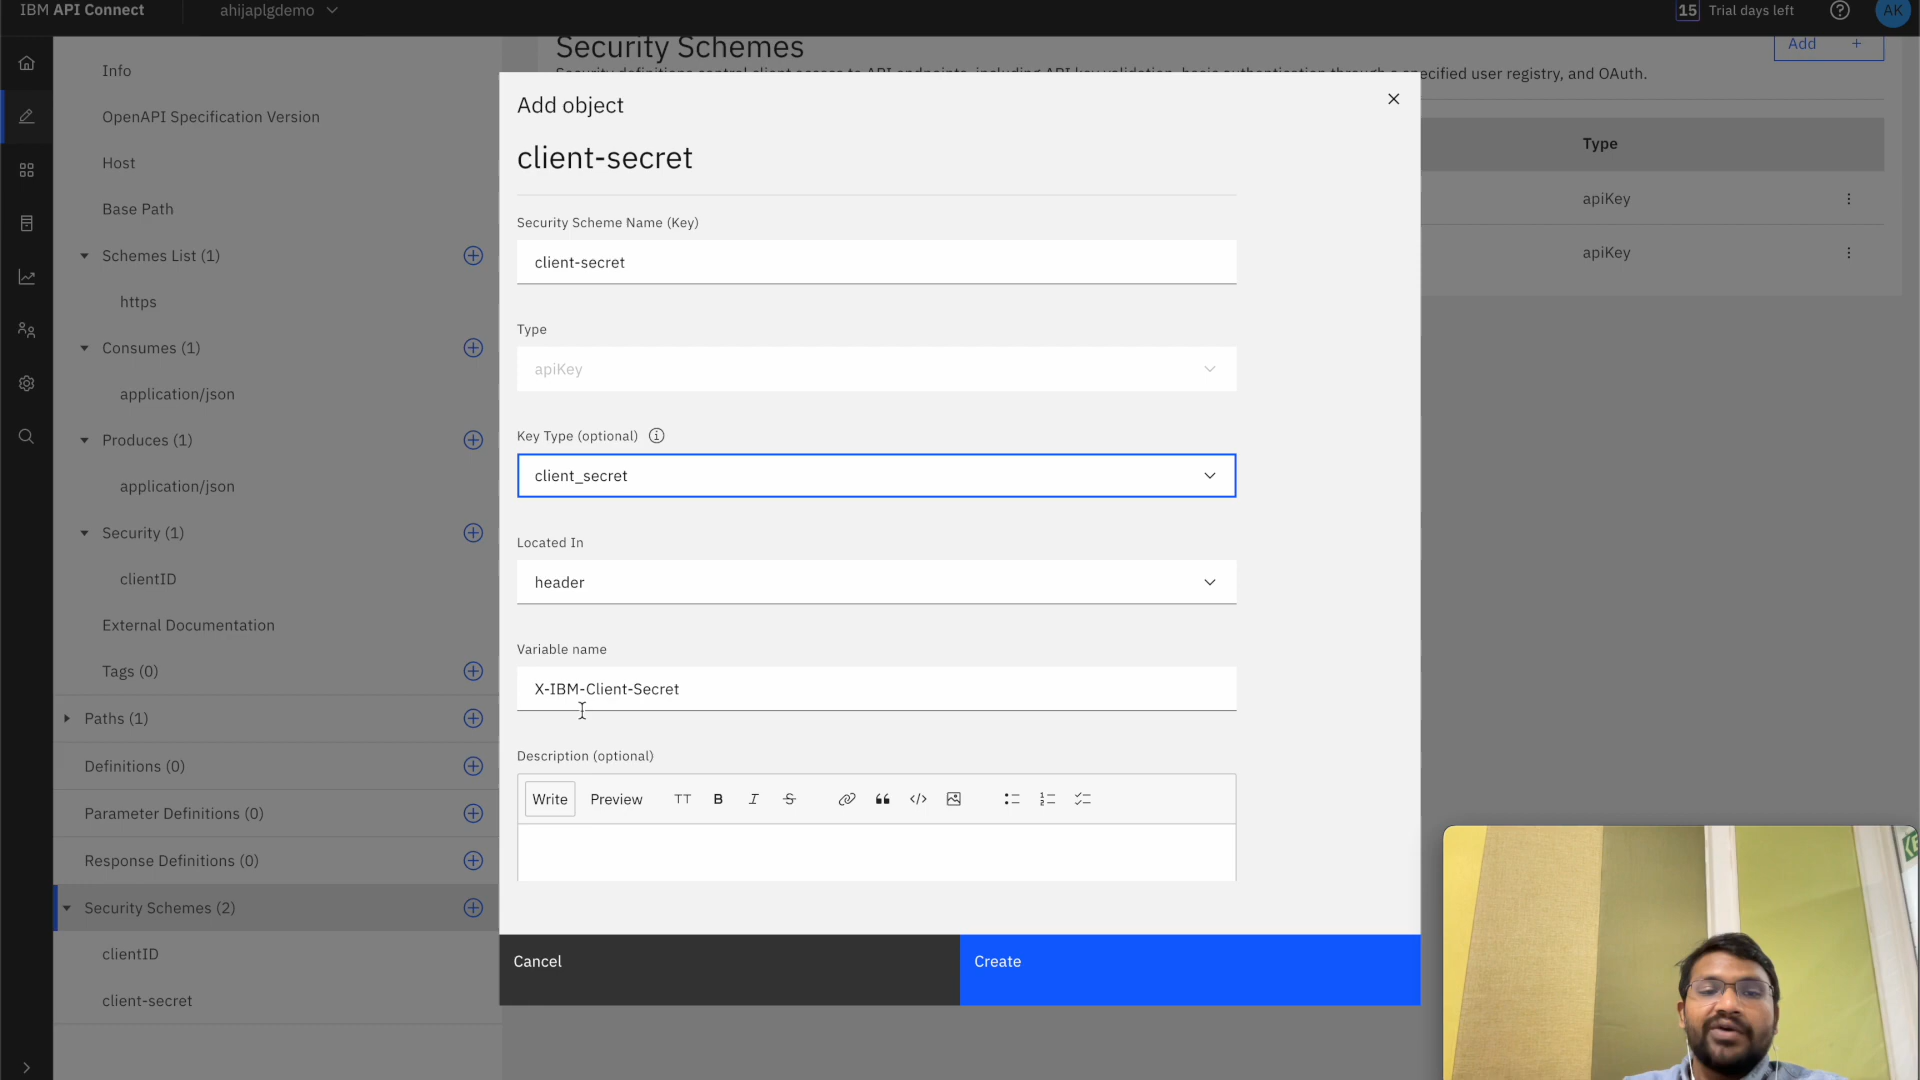 IBM API Connect
ahijaplgdemo
15 Trial days left
AK
Info
OpenAPI Specification Version
Host
Base Path
Schemes List (1)
https
Consumes (1)
application/json
Produces (1)
application/json
Security (1)
clientID
External Documentation
Tags (0)
Paths (1)
Definitions (0)
Parameter Definitions (0)
Response Definitions (0)
Security Schemes (2)
clientID
client-secret
Security Schemes
Add +
ecified user registry, and OAuth.
Type
apiKey
apiKey
Add object
client-secret
Security Scheme Name (Key)
client-secret
Type
apiKey
Key Type (optional)
client_secret
Located In
header
Variable name
X-IBM-Client-Secret
Description (optional)
Write Preview TT B I S
Cancel
Create